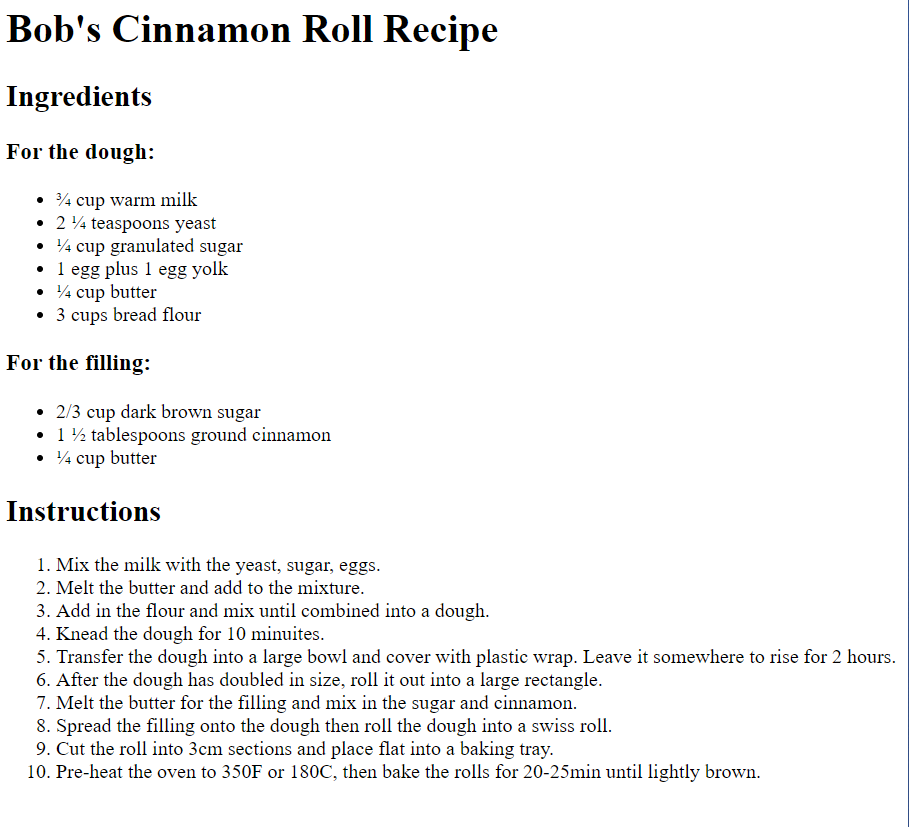 Bob's Cinnamon Roll Recipe
Ingredients
For the dough:
• ¾ cup warm milk
• 2 ¼ teaspoons yeast
• ¼ cup granulated sugar
• 1 egg plus 1 egg yolk
• ¼ cup butter
• 3 cups bread flour
For the filling:
• 2/3 cup dark brown sugar
• 1 ½ tablespoons ground cinnamon
• ¼ cup butter
Instructions
1. Mix the milk with the yeast, sugar, eggs.
2. Melt the butter and add to the mixture.
3. Add in the flour and mix until combined into a dough.
4. Knead the dough for 10 minuites.
5. Transfer the dough into a large bowl and cover with plastic wrap. Leave it somewhere to rise for 2 hours.
6. After the dough has doubled in size, roll it out into a large rectangle.
7. Melt the butter for the filling and mix in the sugar and cinnamon.
8. Spread the filling onto the dough then roll the dough into a swiss roll.
9. Cut the roll into 3cm sections and place flat into a baking tray.
10. Pre-heat the oven to 350F or 180C, then bake the rolls for 20-25min until lightly brown.